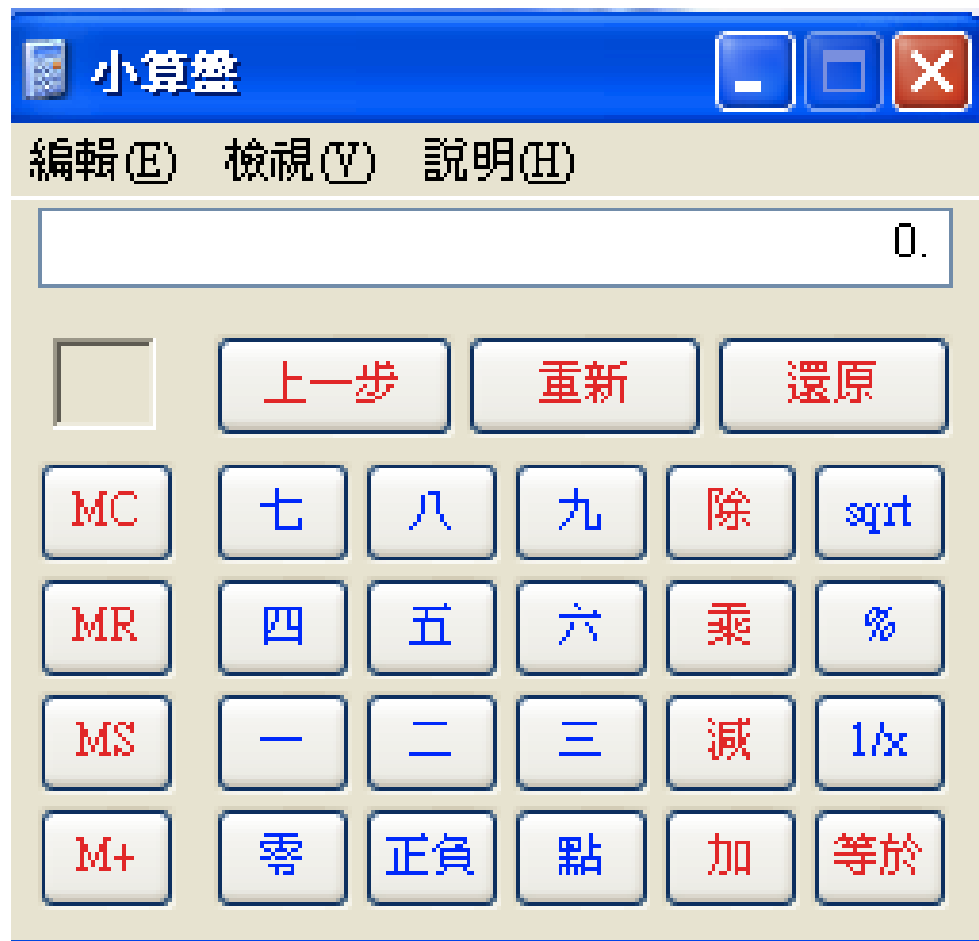 小算盤
編輯(E) 檢視(V) 說明(H)
0.
上一步 重新 還原
MC 七 八 九 除 sqrt
MR 四 五 六 乘 %
MS 一 二 三 減 1/x
M+ 零 正負 點 加 等於